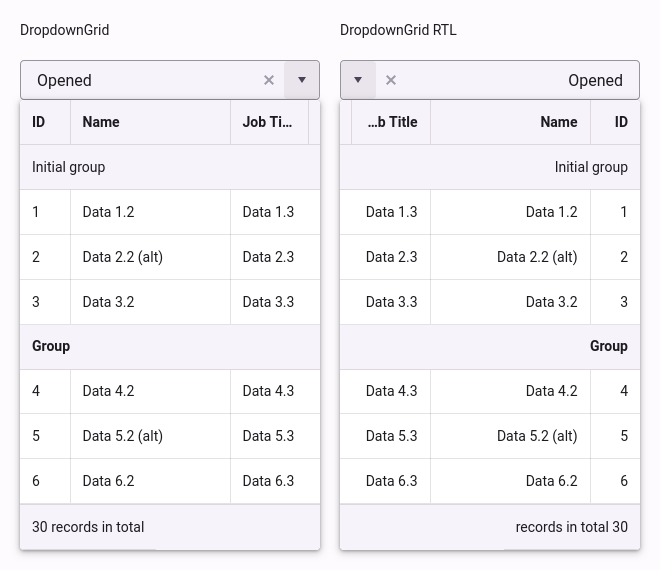 DropdownGrid
Opened
ID Name Job Ti...
Initial group
1 Data 1.2 Data 1.3
2 Data 2.2 (alt) Data 2.3
3 Data 3.2 Data 3.3
Group
4 Data 4.2 Data 4.3
5 Data 5.2 (alt) Data 5.3
6 Data 6.2 Data 6.3
30 records in total
DropdownGrid RTL
Opened
...b Title Name ID
Initial group
Data 1.3 Data 1.2 1
Data 2.3 Data 2.2 (alt) 2
Data 3.3 Data 3.2 3
Group
Data 4.3 Data 4.2 4
Data 5.3 Data 5.2 (alt) 5
Data 6.3 Data 6.2 6
records in total 30